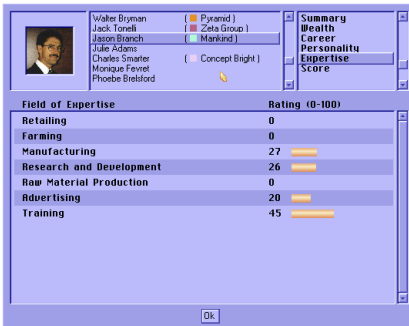 Walter Bryman ( Pyramid )
Jack Tonelli ( Zeta Group )
Jason Branch ( Mankind )
Julie Adams
Charles Smarter ( Concept Bright )
Monique Fevret
Phoebe Brelsford
Summary
Wealth
Career
Personality
Expertise
Score
Field of Expertise Rating (0-100)
Retailing 0
Farming 0
Manufacturing 27
Research and Development 26
Raw Material Production 0
Advertising 20
Training 45
Ok